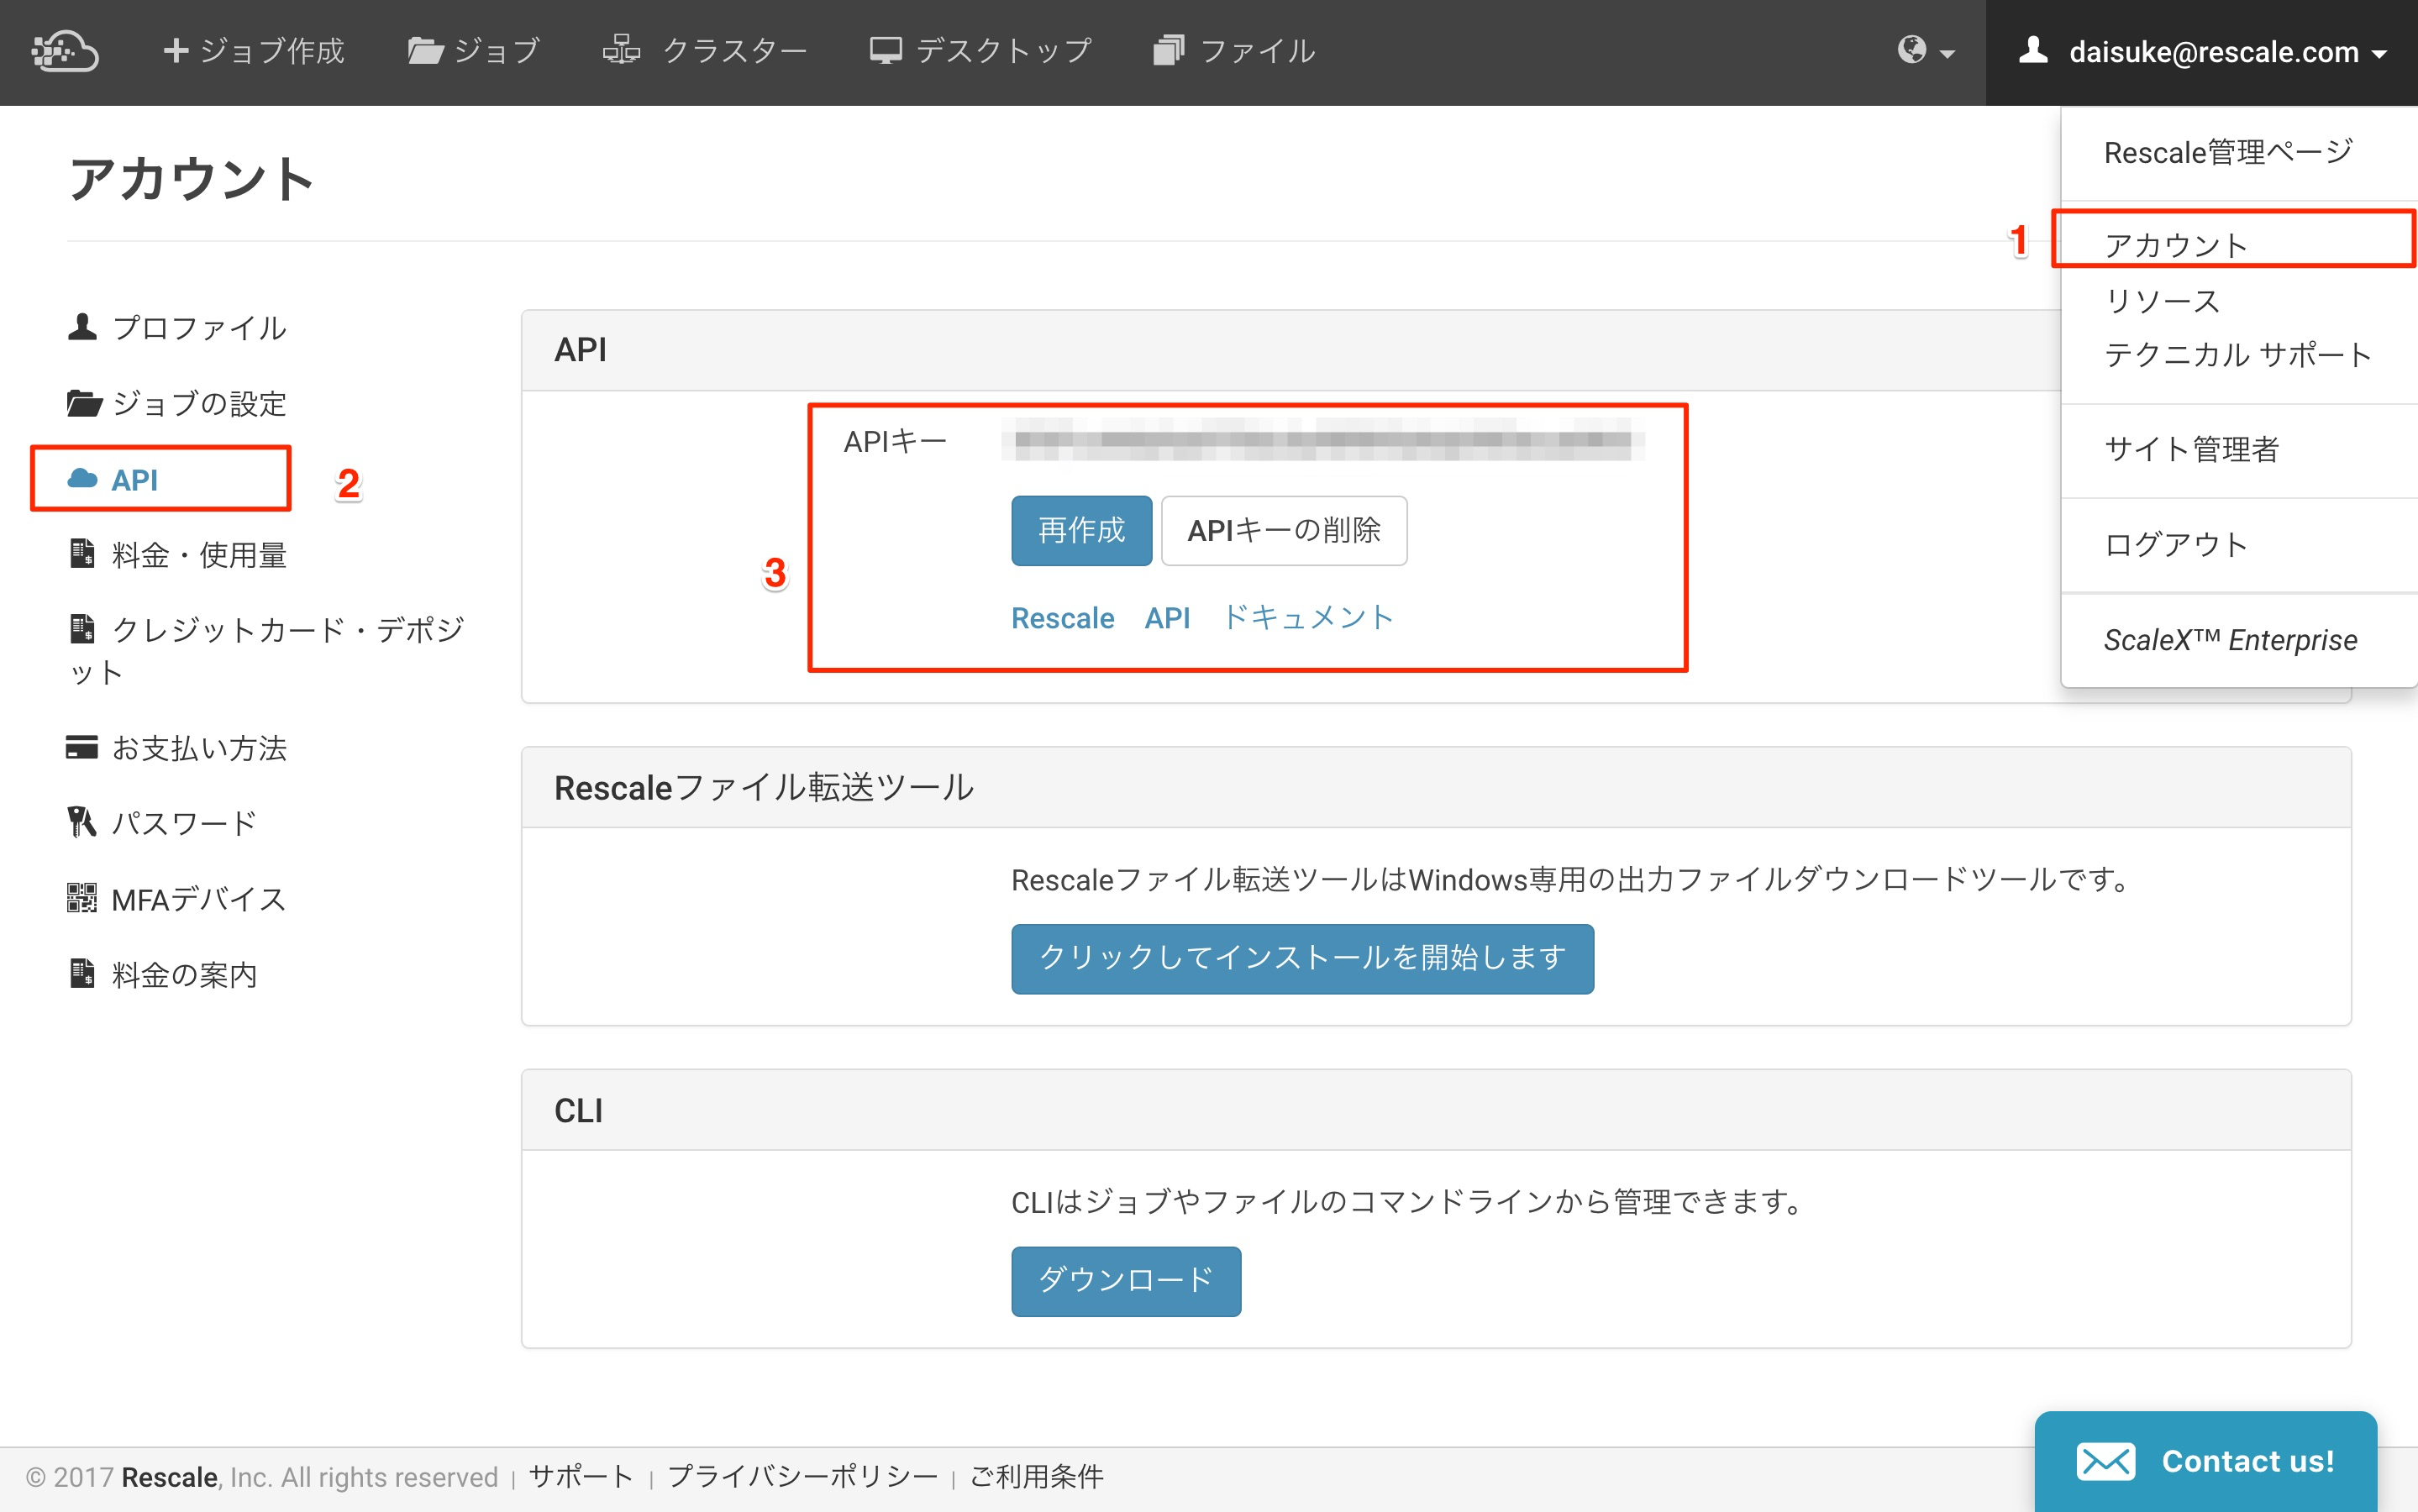 ジョブ作成 ジョブ クラスター デスクトップ ファイル daisuke@rescale.com
Rescale管理ページ
アカウント
1
アカウント
リソース
テクニカル サポート
サイト管理者
ログアウト
ScaleX™ Enterprise
プロファイル
ジョブの設定
API
2
料金・使用量
クレジットカード・デポジ
ット
お支払い方法
パスワード
MFAデバイス
料金の案内
API
APIキー
3
再作成 APIキーの削除
Rescale API ドキュメント
Rescaleファイル転送ツール
Rescaleファイル転送ツールはWindows専用の出力ファイルダウンロードツールです。
クリックしてインストールを開始します
CLI
CLIはジョブやファイルのコマンドラインから管理できます。
ダウンロード
© 2017 Rescale, Inc. All rights reserved | サポート | プライバシーポリシー | ご利用条件
Contact us!